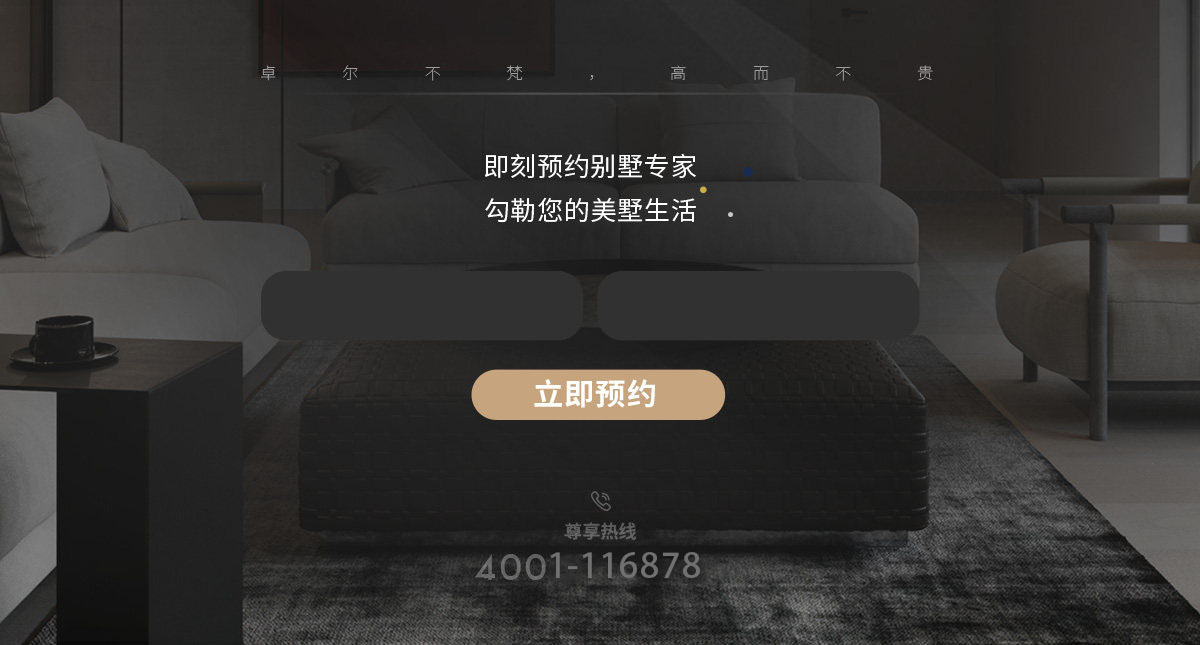 卓尔不梵，高而不贵
即刻预约别墅专家
勾勒您的美墅生活
立即预约
尊享热线
4001-116878